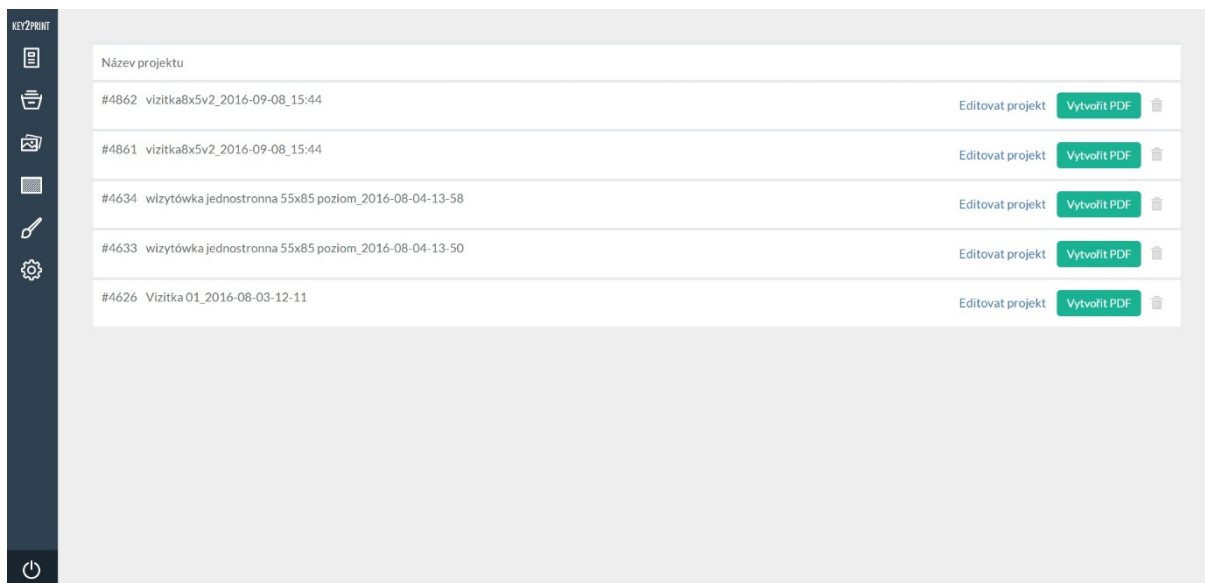 KEY2PRINT
Název projektu
#4862 vizitka8x5v2_2016-09-08_15:44
Editovat projekt Vytvořit PDF
#4861 vizitka8x5v2_2016-09-08_15:44
Editovat projekt Vytvořit PDF
#4634 wizytówka jednostronna 55x85 poziom_2016-08-04-13-58
Editovat projekt Vytvořit PDF
#4633 wizytówka jednostronna 55x85 poziom_2016-08-04-13-50
Editovat projekt Vytvořit PDF
#4626 Vizitka 01_2016-08-03-12-11
Editovat projekt Vytvořit PDF